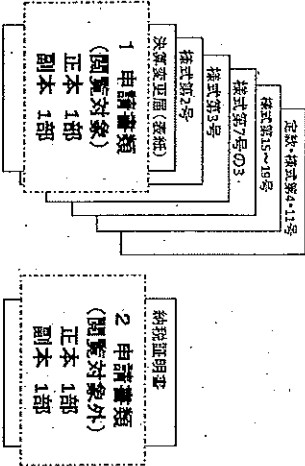 定款・様式第4・11号
様式第15～19号
様式第7号の3
様式第3号
様式第2号
決算変更届(表紙)
1 申請書類
(閲覧対象)
正本 1部
副本 1部
納税証明書
2 申請書類
(閲覧対象外)
正本 1部
副本 1部